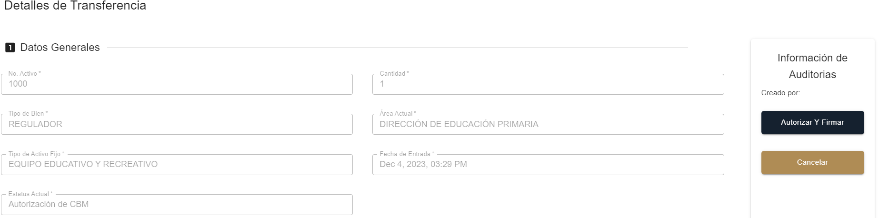 Detalles de Transferencia
1 Datos Generales
No. Activo *
1000
Cantidad *
1
Tipo de Bien *
REGULADOR
Área Actual *
DIRECCIÓN DE EDUCACIÓN PRIMARIA
Tipo de Activo Fijo *
EQUIPO EDUCATIVO Y RECREATIVO
Fecha de Entrada *
Dec 4, 2023, 03:29 PM
Estatus Actual *
Autorización de CBM
Información de
Auditorias
Creado por:
Autorizar Y Firmar
Cancelar